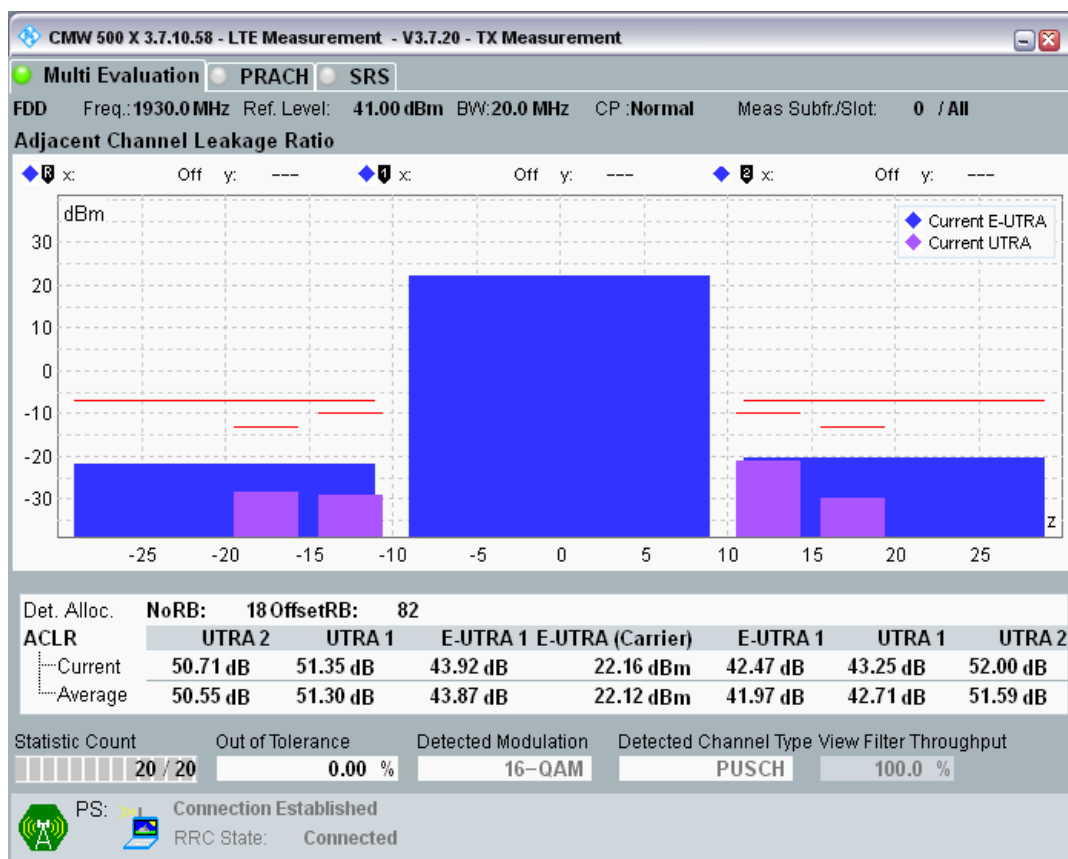 CMW 500 X 3.7.10.58 - LTE Measurement - V3.7.20 - TX Measurement
Multi Evaluation PRACH SRS
FDD Freq.: 1930.0 MHz Ref. Level: 41.00 dBm BW: 20.0 MHz CP : Normal Meas Subfr./Slot: 0 / All
Adjacent Channel Leakage Ratio
R x: Off y: --- 1 x: Off y: --- 2 x: Off y: ---
dBm
Current E-UTRA
Current UTRA
30
20
10
0
-10
-20
-30
z
-25 -20 -15 -10 -5 0 5 10 15 20 25
Det. Alloc. NoRB: 18 OffsetRB: 82
ACLR UTRA 2 UTRA 1 E-UTRA 1 E-UTRA (Carrier) E-UTRA 1 UTRA 1 UTRA 2
Current 50.71 dB 51.35 dB 43.92 dB 22.16 dBm 42.47 dB 43.25 dB 52.00 dB
Average 50.55 dB 51.30 dB 43.87 dB 22.12 dBm 41.97 dB 42.71 dB 51.59 dB
Statistic Count Out of Tolerance Detected Modulation Detected Channel Type View Filter Throughput
20 / 20 0.00 % 16-QAM PUSCH 100.0 %
PS: Connection Established
RRC State: Connected